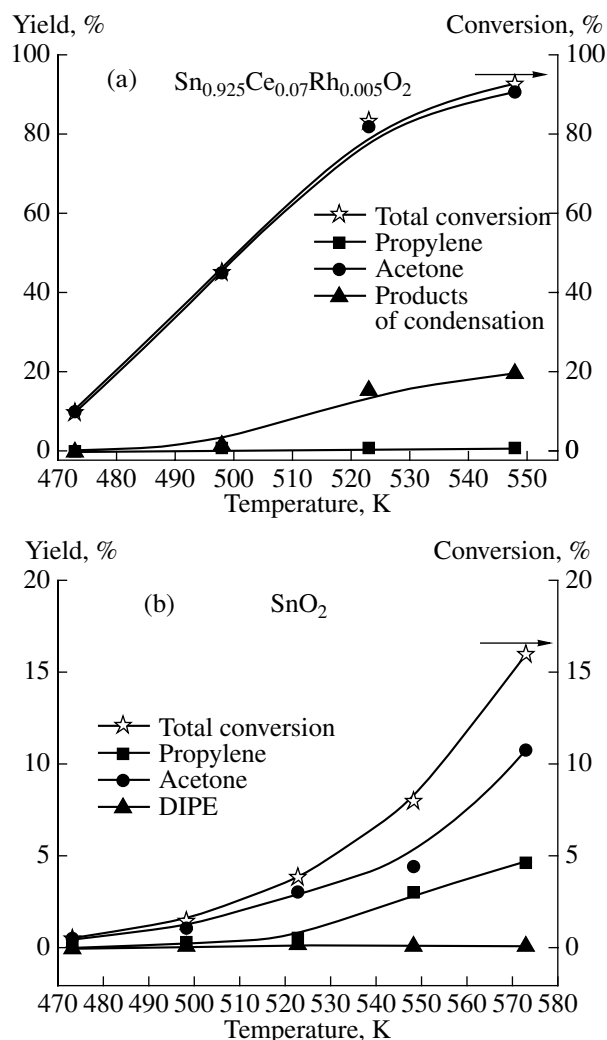 Yield, % Conversion, %
100 100
(a) Sn₀.₉₂₅Ce₀.₀₇Rh₀.₀₀₅O₂
80 80
60 60
Total conversion
Propylene
40 40
Acetone
Products
of condensation
20 20
0 0
470 480 490 500 510 520 530 540 550
Temperature, K
Yield, % Conversion, %
20 20
(b) SnO₂
15 15
Total conversion
Propylene
10 10
Acetone
DIPE
5 5
0 0
473 480 490 500 510 520 530 540 550 560 570 580
Temperature, K